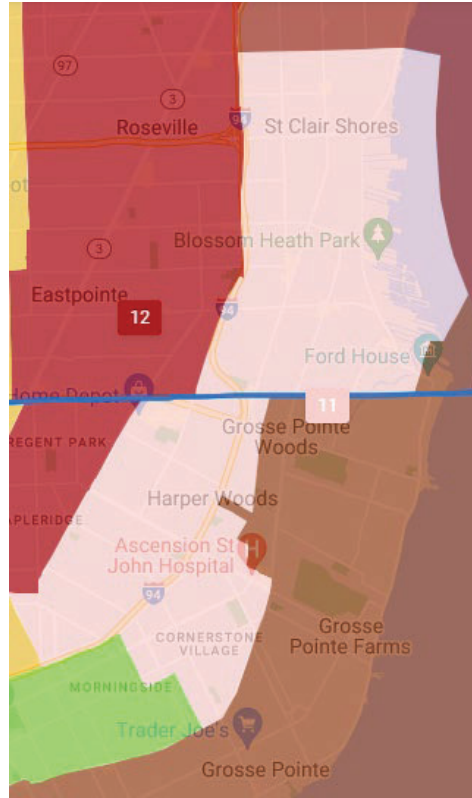 97
3
94
Roseville
St Clair Shores
ot
3
Blossom Heath Park
Eastpointe
12
94
Ford House
Home Depot
11
REGENT PARK
Grosse Pointe
Woods
Harper Woods
APLERIDGE
Ascension St
John Hospital
H
94
CORNERSTONE
VILLAGE
Grosse
Pointe Farms
MORNINGSIDE
Trader Joe's
Grosse Pointe